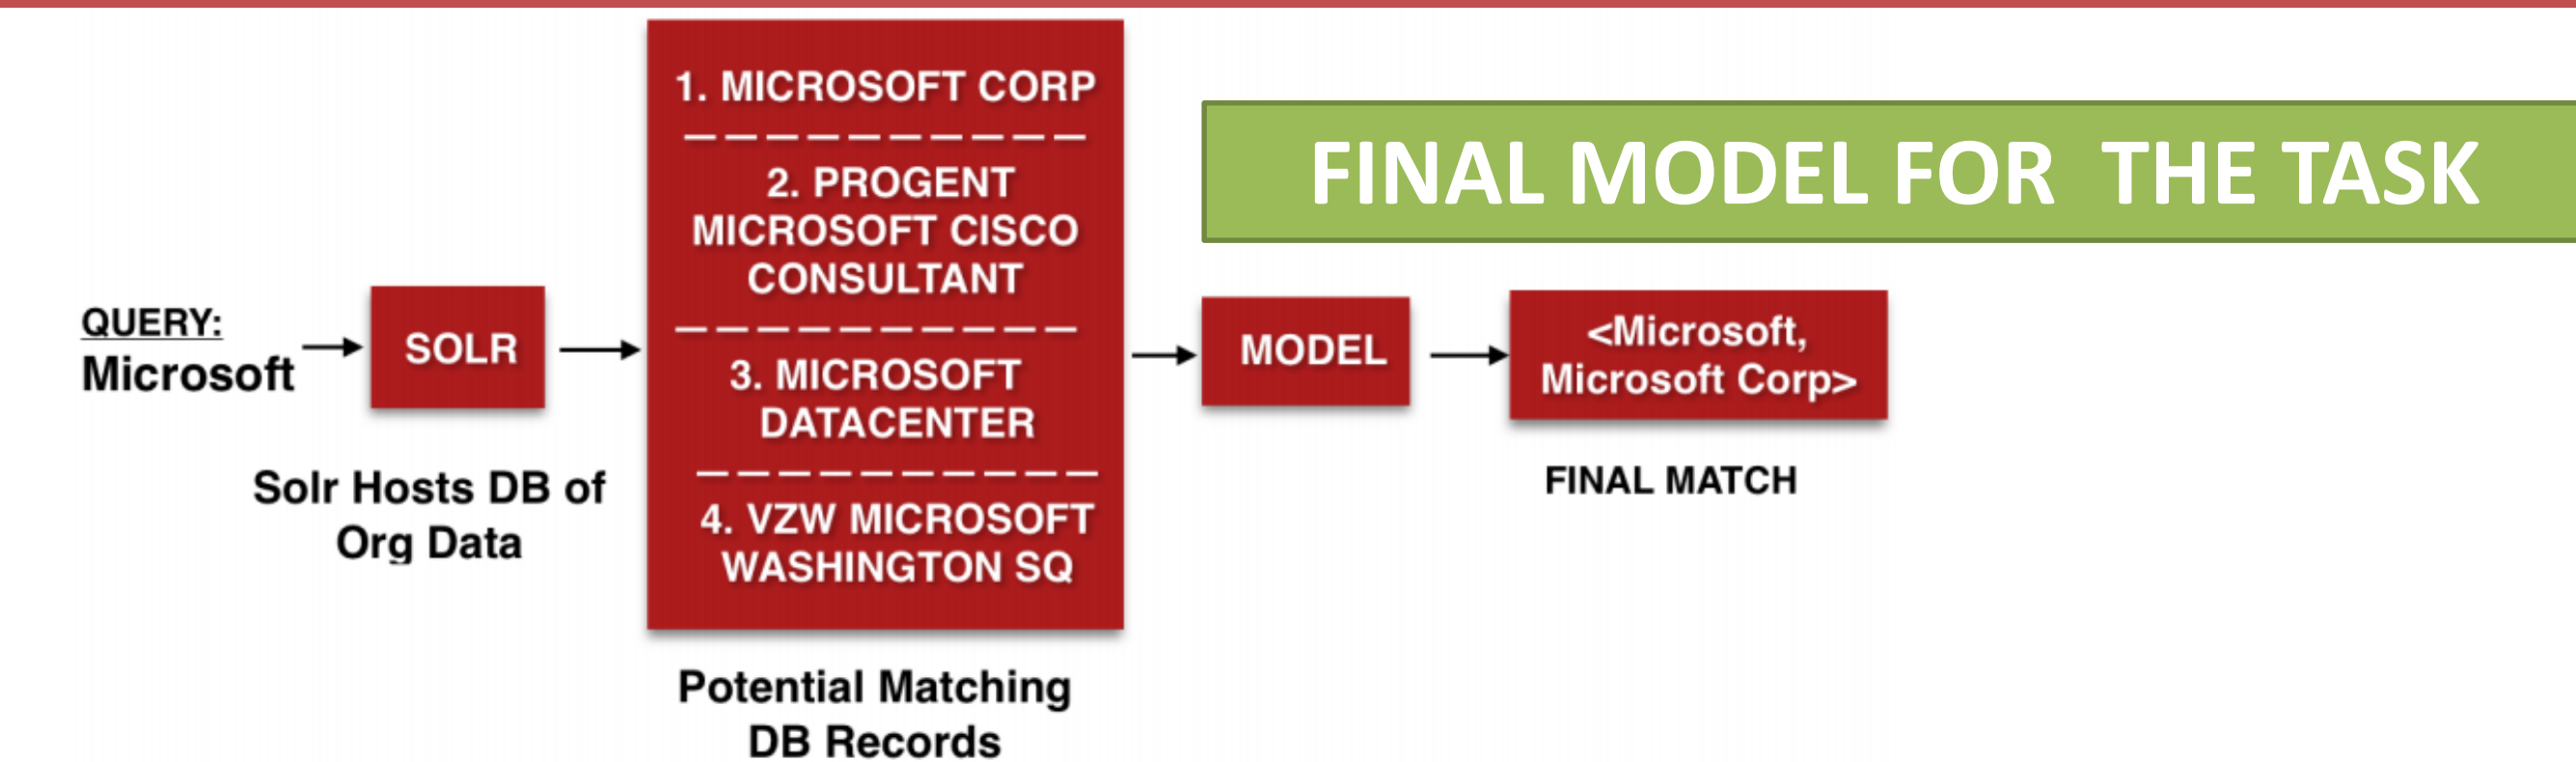 QUERY:
Microsoft
SOLR
Solr Hosts DB of
Org Data
1. MICROSOFT CORP
2. PROGENT
MICROSOFT CISCO
CONSULTANT
3. MICROSOFT
DATACENTER
4. VZW MICROSOFT
WASHINGTON SQ
Potential Matching
DB Records
FINAL MODEL FOR THE TASK
MODEL
<Microsoft,
Microsoft Corp>
FINAL MATCH